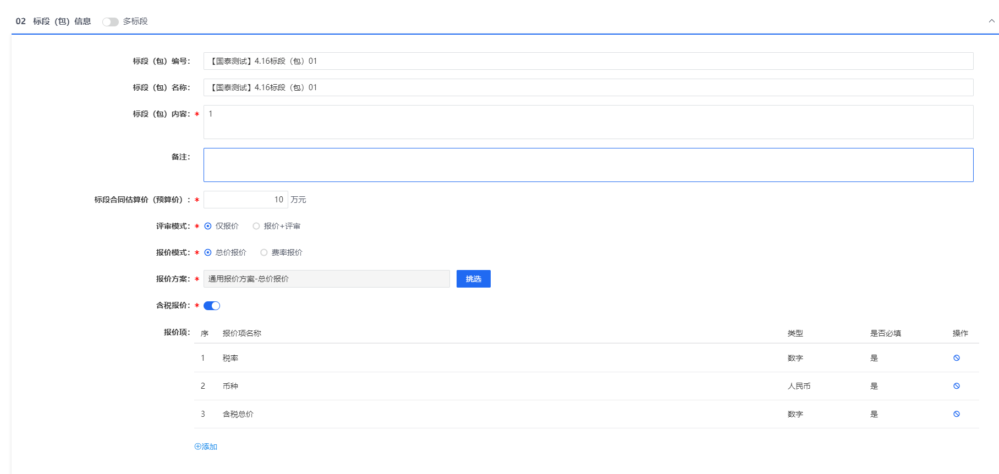 02 标段（包）信息 多标段
标段（包）编号： 【国泰测试】4.16标段（包）01
标段（包）名称： 【国泰测试】4.16标段（包）01
标段（包）内容：* 1
备注：
标段合同估算价（预算价）：* 10 万元
评审模式：* 仅报价 报价+评审
报价模式：* 总价报价 费率报价
报价方案：* 通用报价方案-总价报价 挑选
含税报价：*
报价项： 序 报价项名称 类型 是否必填 操作
1 税率 数字 是
2 币种 人民币 是
3 含税总价 数字 是
添加